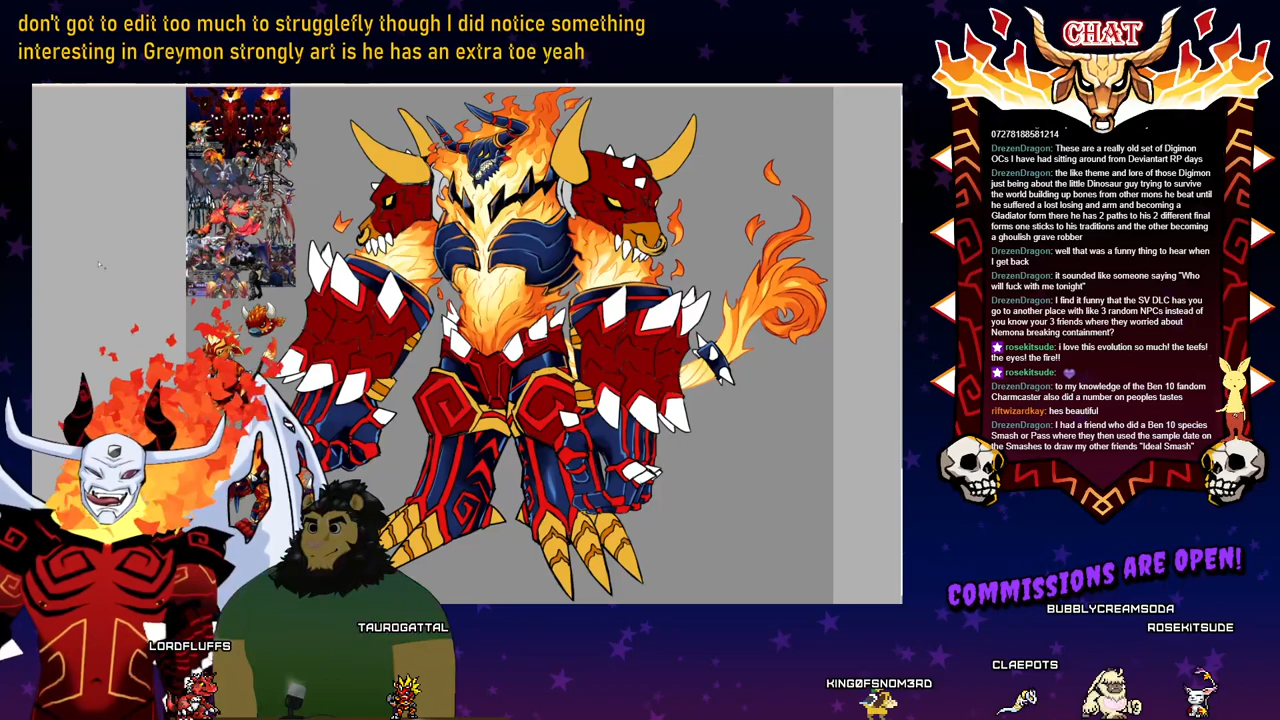 don't got to edit too much to strugglefly though I did notice something
interesting in Greymon strongly art is he has an extra toe yeah
CHAT
07278188581214
DrezenDragon: These are a really old set of Digimon
OCs I have had sitting around from Deviantart RP days
DrezenDragon: the like theme and lore of those Digimon
just being about the little Dinosaur guy trying to survive
the world building up bones from other mons he beat until
he suffered a lost losing and arm and becoming a
Gladiator form there he has 2 paths to his 2 different final
forms one sticks to his traditions and the other becoming
a ghoulish grave robber
DrezenDragon: well that was a funny thing to hear when
I get back
DrezenDragon: it sounded like someone saying "Who
will fuck with me tonight"
DrezenDragon: I find it funny that the SV DLC has you
go to another place with like 3 random NPCs instead of
you know your 3 friends where they worried about
Nemona breaking containment?
rosekitsude: i love this evolution so much! the teefs!
the eyes! the fire!!
rosekitsude:
DrezenDragon: to my knowledge of the Ben 10 fandom
Charmcaster also did a number on peoples tastes
riftwizardkay: hes beautiful
DrezenDragon: I had a friend who did a Ben 10 species
Smash or Pass where they then used the sample date on
the Smashes to draw my other friends "Ideal Smash"
COMMISSIONS ARE OPEN!
BUBBLYCREAMSODA
ROSEKITSUDE
TAUROGATTAL
LORDFLUFFS
CLAEPOTS
KING0FSNOM3RD